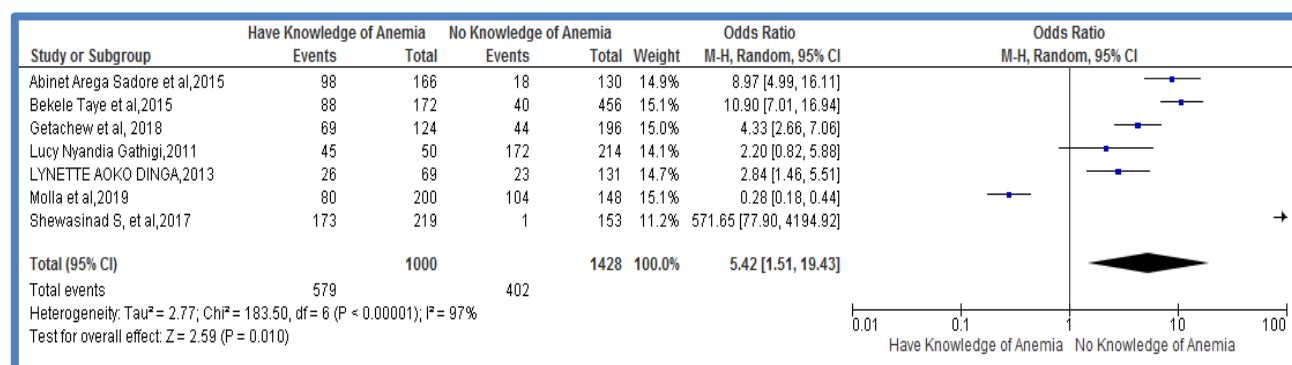 Have Knowledge of Anemia No Knowledge of Anemia Odds Ratio Odds Ratio
Study or Subgroup Events Total Events Total Weight M-H, Random, 95% CI M-H, Random, 95% CI
Abinet Arega Sadore et al,2015 98 166 18 130 14.9% 8.97 [4.99, 16.11]
Bekele Taye et al,2015 88 172 40 456 15.1% 10.90 [7.01, 16.94]
Getachew et al, 2018 69 124 44 196 15.0% 4.33 [2.66, 7.06]
Lucy Nyandia Gathigi,2011 45 50 172 214 14.1% 2.20 [0.82, 5.88]
LYNETTE AOKO DINGA,2013 26 69 23 131 14.7% 2.84 [1.46, 5.51]
Molla et al,2019 80 200 104 148 15.1% 0.28 [0.18, 0.44]
Shewasinad S, et al,2017 173 219 1 153 11.2% 571.65 [77.90, 4194.92]
Total (95% CI) 1000 1428 100.0% 5.42 [1.51, 19.43]
Total events 579 402
Heterogeneity: Tau² = 2.77; Chi² = 183.50, df = 6 (P < 0.00001); I² = 97%
Test for overall effect: Z = 2.59 (P = 0.010)
0.01 0.1 1 10 100
Have Knowledge of Anemia No Knowledge of Anemia